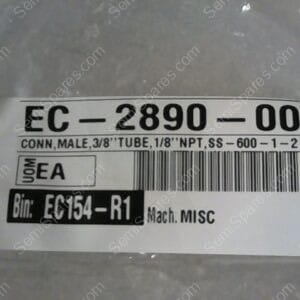 EC-2890-00
CONN,MALE,3/8''TUBE,1/8''NPT,SS-600-1-2
UOM EA
Bin: EC154-R1 Mach. MISC